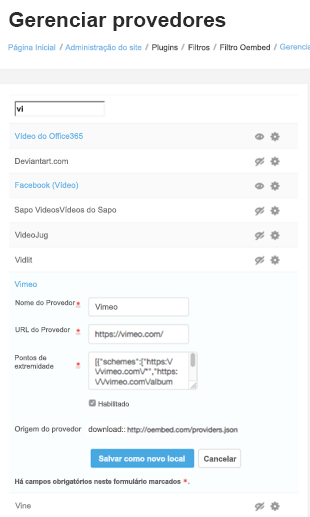 Gerenciar provedores
Página Inicial / Administração do site / Plugins / Filtros / Filtro Oembed / Gerencia
vi
Vídeo do Office365
Deviantart.com
Facebook (Vídeo)
Sapo VideosVídeos do Sapo
VideoJug
Vidlit
Vimeo
Nome do Provedor * Vimeo
URL do Provedor * https://vimeo.com/
Pontos de extremidade * [{"schemes":["https:\/
\/vimeo.com\/*","https:
\/\/vimeo.com\/album
Habilitado
Origem do provedor download:: http://oembed.com/providers.json
Salvar como novo local Cancelar
Há campos obrigatórios neste formulário marcados *.
Vine